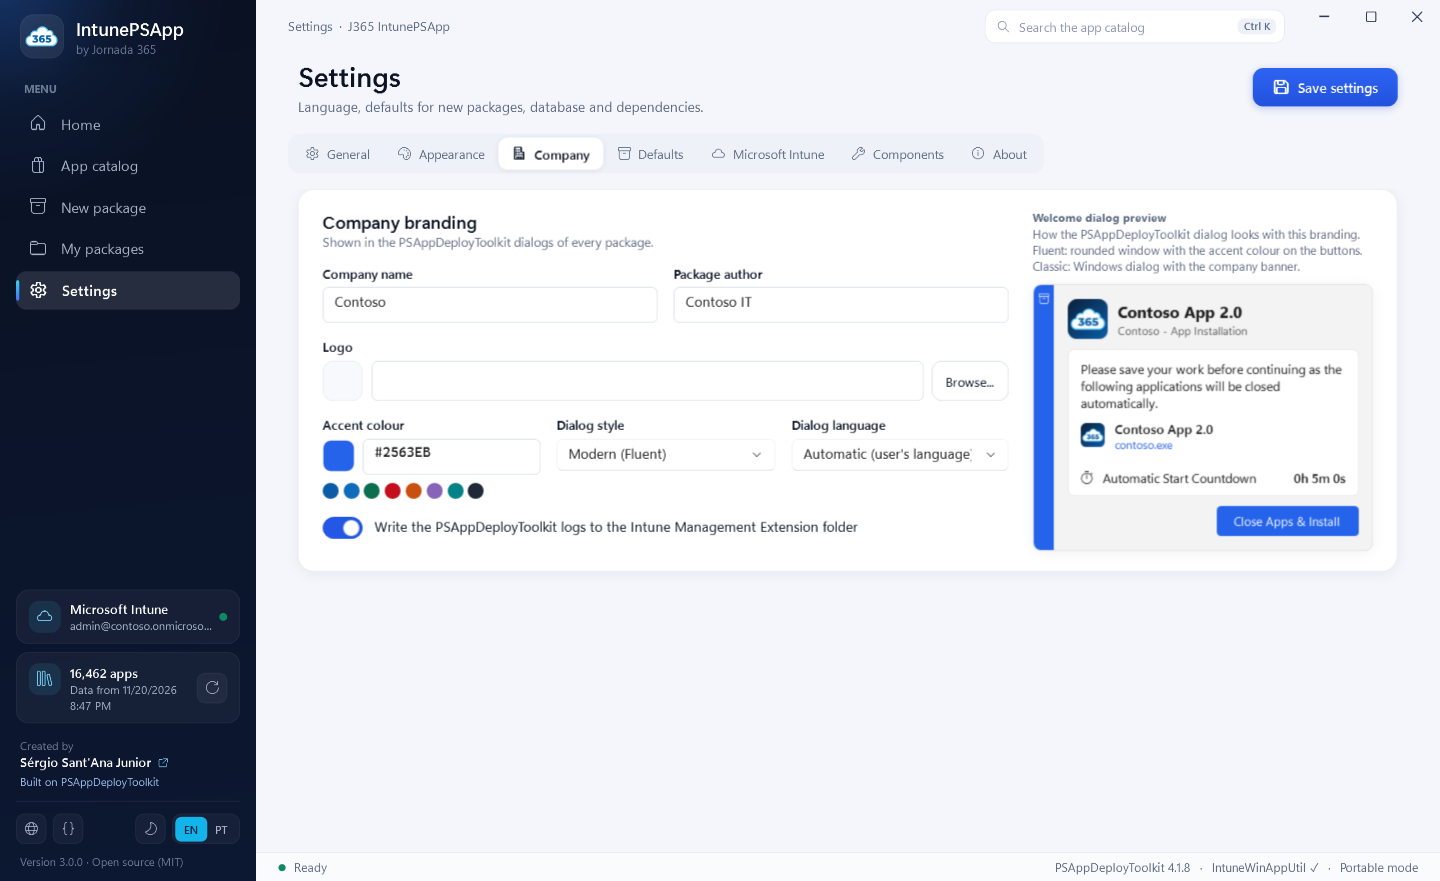 365
IntunePSApp
by Jornada 365
MENU
Home
App catalog
New package
My packages
Settings
Microsoft Intune
admin@contoso.onmicroso...
16,462 apps
Data from 11/20/2026
8:47 PM
Created by
Sérgio Sant'Ana Junior
Built on PSAppDeployToolkit
{}
EN
PT
Version 3.0.0 · Open source (MIT)
Settings · J365 IntunePSApp
Search the app catalog
Ctrl K
Settings
Language, defaults for new packages, database and dependencies.
Save settings
General
Appearance
Company
Defaults
Microsoft Intune
Components
About
Company branding
Shown in the PSAppDeployToolkit dialogs of every package.
Company name
Package author
Contoso
Contoso IT
Logo
Browse...
Accent colour
Dialog style
Dialog language
#2563EB
Modern (Fluent)
Automatic (user's language)
Write the PSAppDeployToolkit logs to the Intune Management Extension folder
Welcome dialog preview
How the PSAppDeployToolkit dialog looks with this branding.
Fluent: rounded window with the accent colour on the buttons.
Classic: Windows dialog with the company banner.
365
Contoso App 2.0
Contoso - App Installation
Please save your work before continuing as the
following applications will be closed
automatically.
365
Contoso App 2.0
contoso.exe
Automatic Start Countdown
0h 5m 0s
Close Apps & Install
Ready
PSAppDeployToolkit 4.1.8 · IntuneWinAppUtil ✓ · Portable mode